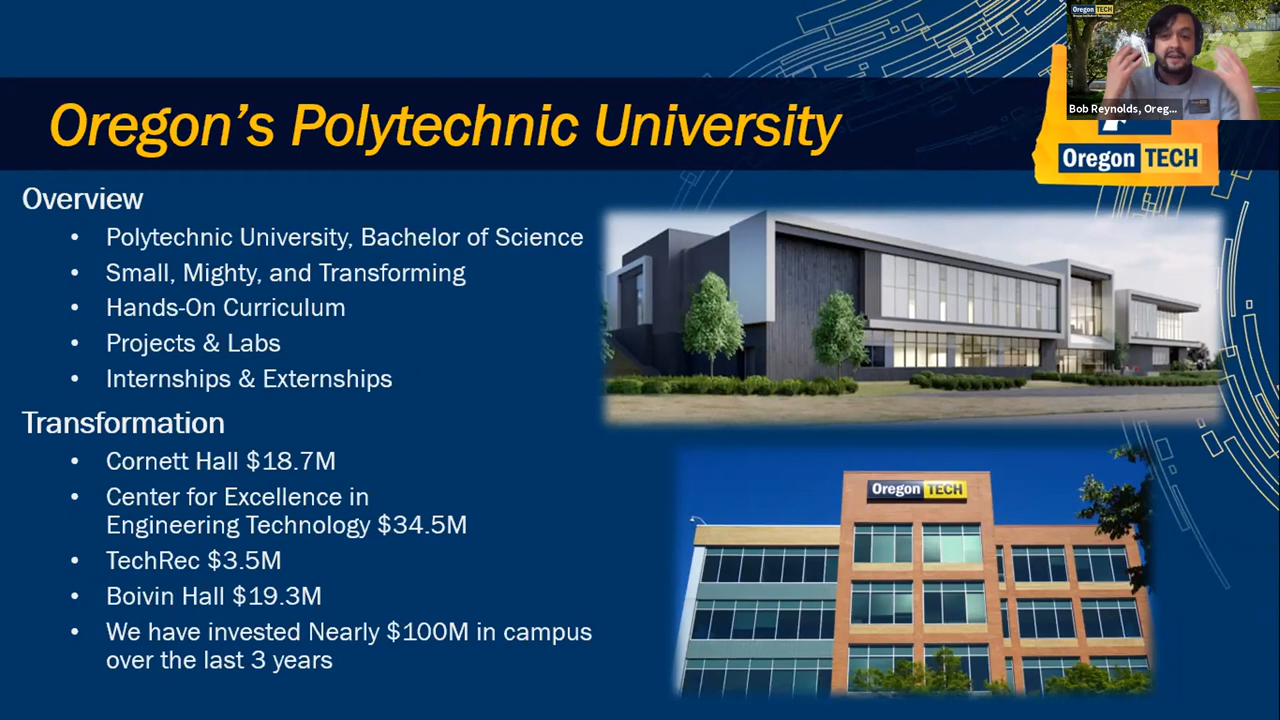 Oregon TECH
Bob Reynolds, Oreg...
Oregon's Polytechnic University
Oregon TECH
Overview
• Polytechnic University, Bachelor of Science
• Small, Mighty, and Transforming
• Hands-On Curriculum
• Projects & Labs
• Internships & Externships
Transformation
• Cornett Hall $18.7M
• Center for Excellence in
Engineering Technology $34.5M
• TechRec $3.5M
• Boivin Hall $19.3M
• We have invested Nearly $100M in campus
over the last 3 years
Oregon TECH